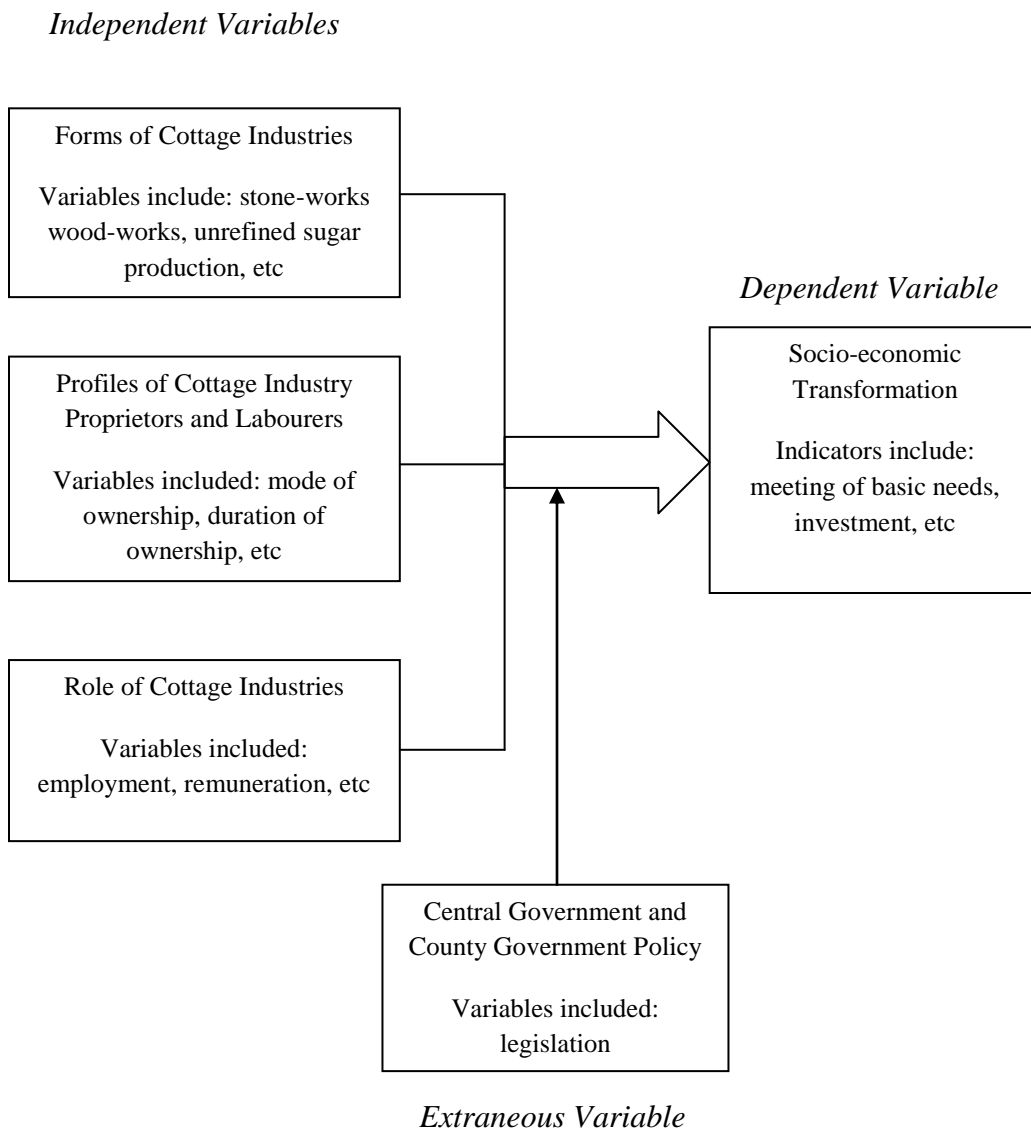 Independent Variables
Forms of Cottage Industries
Variables include: stone-works
wood-works, unrefined sugar
production, etc
Dependent Variable
Socio-economic
Transformation
Indicators include:
meeting of basic needs,
investment, etc
Profiles of Cottage Industry
Proprietors and Labourers
Variables included: mode of
ownership, duration of
ownership, etc
Role of Cottage Industries
Variables included:
employment, remuneration, etc
Central Government and
County Government Policy
Variables included:
legislation
Extraneous Variable